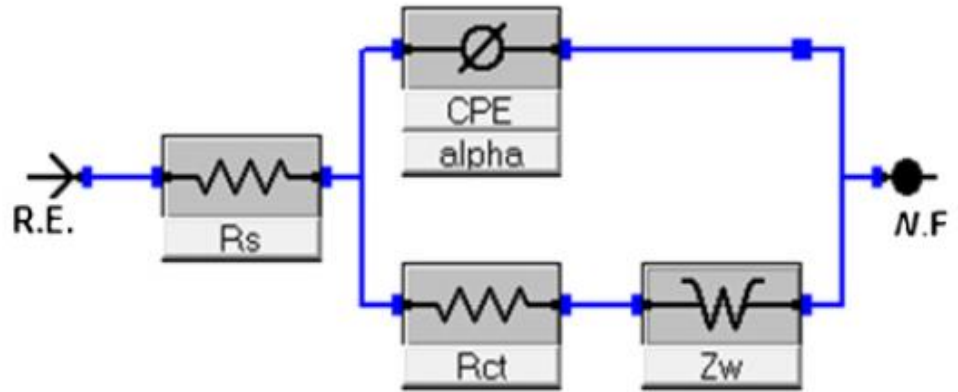 CPE
alpha
R.E.
Rs
N.F
Rct
Zw